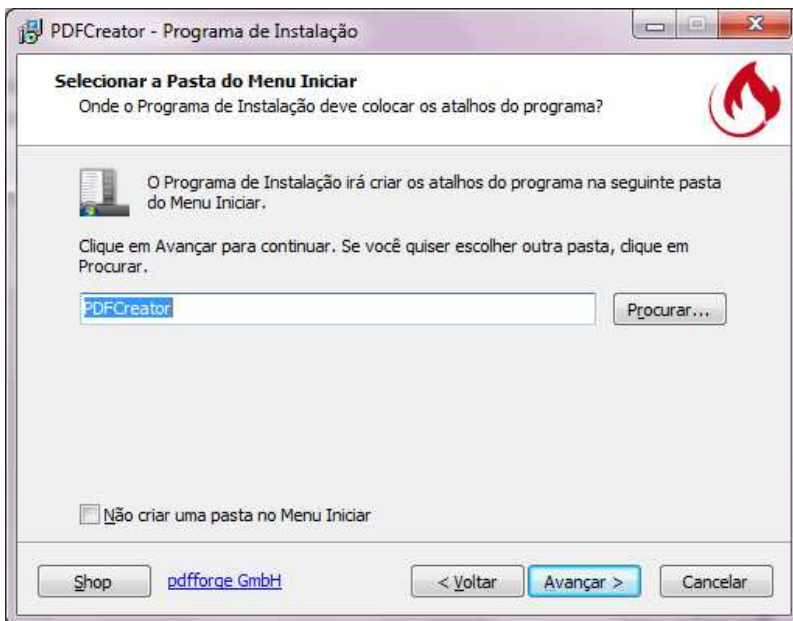 PDFCreator - Programa de Instalação
Selecionar a Pasta do Menu Iniciar
Onde o Programa de Instalação deve colocar os atalhos do programa?
O Programa de Instalação irá criar os atalhos do programa na seguinte pasta
do Menu Iniciar.
Clique em Avançar para continuar. Se você quiser escolher outra pasta, clique em
Procurar.
PDFCreator
Procurar...
Não criar uma pasta no Menu Iniciar
Shop
pdfforge GmbH
< Voltar
Avançar >
Cancelar